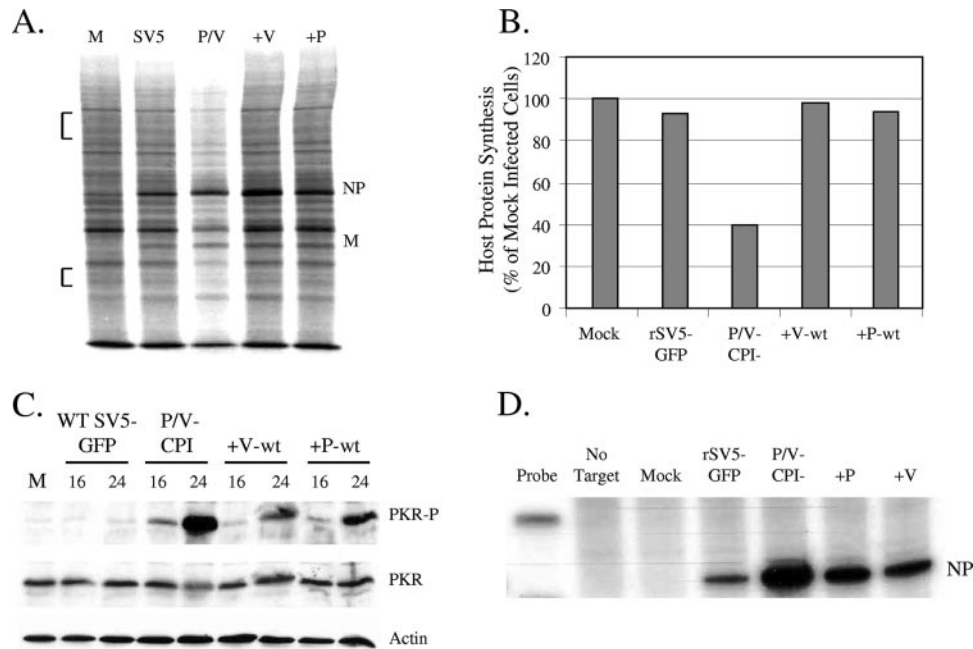 A.
M SV5 P/V +V +P
NP
M
B.
Host Protein Synthesis
(% of Mock Infected Cells)
120
100
80
60
40
20
0
Mock rSV5-GFP P/V-CPI- +V-wt +P-wt
C.
WT SV5-GFP P/V-CPI +V-wt +P-wt
M 16 24 16 24 16 24 16 24
PKR-P
PKR
Actin
D.
Probe No Target Mock rSV5-GFP P/V-CPI- +P +V
NP